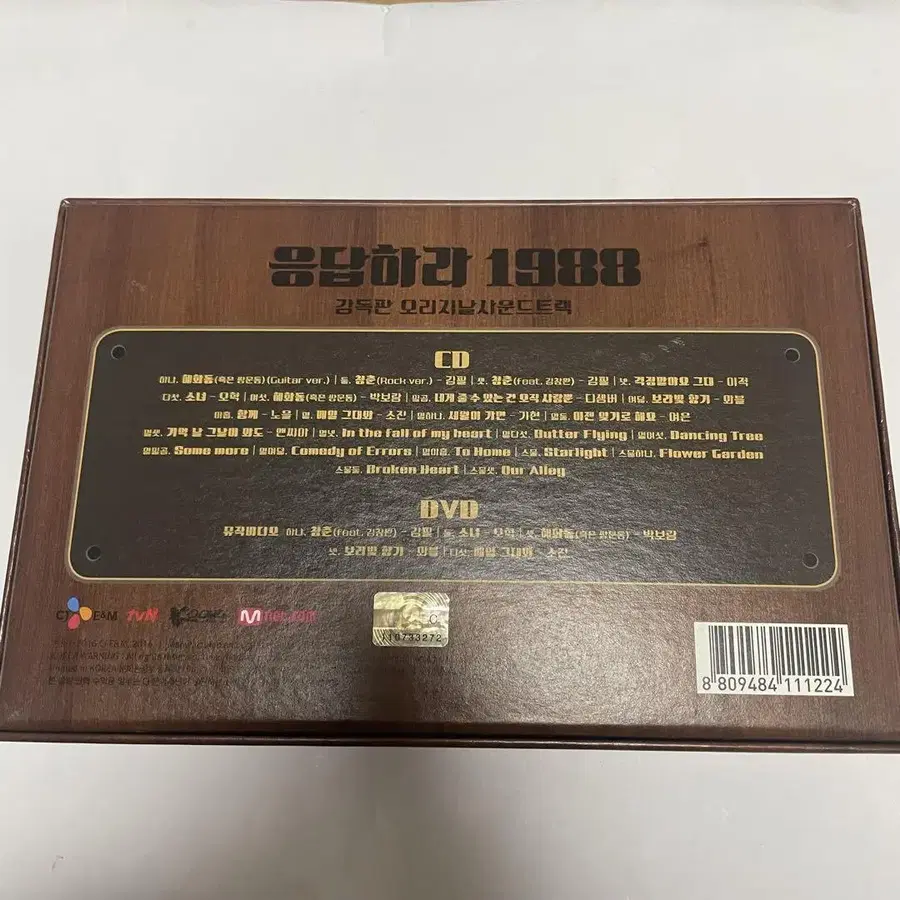 응답하라 1988
감독판 오리지날사운드트랙
CD
하나. 혜화동(혹은 쌍문동)(Guitar ver.) | 둘. 청춘(Rock ver.) - 김필 | 셋. 청춘(Feat. 김창완) - 김필 | 넷. 걱정말아요 그대 - 이적
다섯. 소녀 - 오혁 | 여섯. 혜화동(혹은 쌍문동) - 박보람 | 일곱. 네가 줄 수 있는 건 오직 사랑뿐 - 디셈버 | 여덟. 보라빛 향기 - 와블
아홉. 함께 - 노을 | 열. 매일 그대와 - 소진 | 열하나. 세월이 가면 - 기현 | 열둘. 이젠 잊기로 해요 - 여은
열셋. 기억 날 그날이 와도 - 앤씨아 | 열넷. In the fall of my heart | 열다섯. Butter Flying | 열여섯. Dancing Tree
열일곱. Some more | 열여덟. Comedy of Errors | 열아홉. To Home | 스물. Starlight | 스물하나. Flower Garden
스물둘. Broken Heart | 스물셋. Our Alley
DVD
뮤직비디오 하나. 청춘(Feat. 김창완) - 김필 | 둘. 소녀 - 오혁 | 셋. 혜화동(혹은 쌍문동) - 박보람
넷. 보라빛 향기 - 와블 | 다섯. 매일 그대와 - 소진
CJ E&M tvN Mnet.com
8 809484 111224